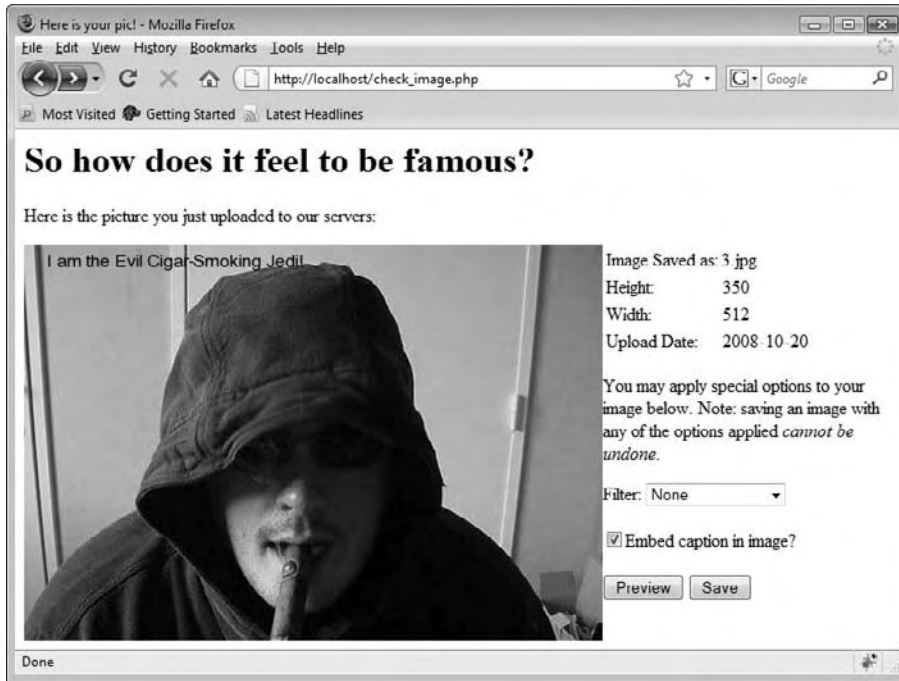 Here is your pic! - Mozilla Firefox
File Edit View History Bookmarks Tools Help
http://localhost/check_image.php
G Google
Most Visited Getting Started Latest Headlines
So how does it feel to be famous?
Here is the picture you just uploaded to our servers:
I am the Evil Cigar-Smoking Jedi!
Image Saved as: 3.jpg
Height: 350
Width: 512
Upload Date: 2008-10-20
You may apply special options to your
image below. Note: saving an image with
any of the options applied cannot be
undone.
Filter: None
Embed caption in image?
Preview Save
Done